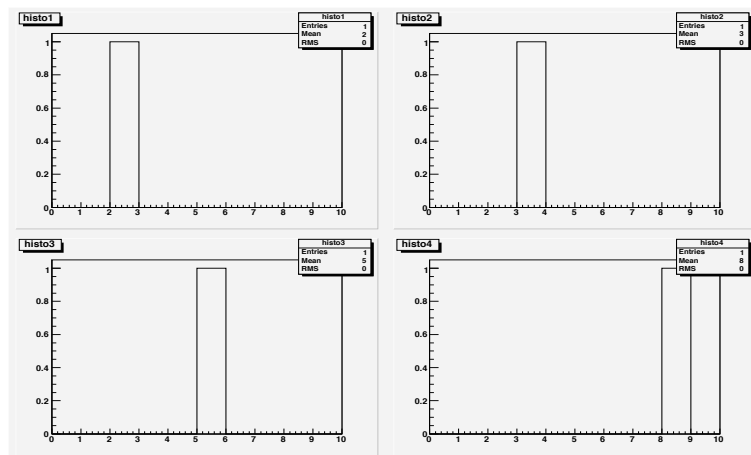 histo1
histo1
Entries 1
Mean 2
RMS 0
1
0.8
0.6
0.4
0.2
0
0 1 2 3 4 5 6 7 8 9 10
histo2
histo2
Entries 1
Mean 3
RMS 0
1
0.8
0.6
0.4
0.2
0
0 1 2 3 4 5 6 7 8 9 10
histo3
histo3
Entries 1
Mean 5
RMS 0
1
0.8
0.6
0.4
0.2
0
0 1 2 3 4 5 6 7 8 9 10
histo4
histo4
Entries 1
Mean 8
RMS 0
1
0.8
0.6
0.4
0.2
0
0 1 2 3 4 5 6 7 8 9 10